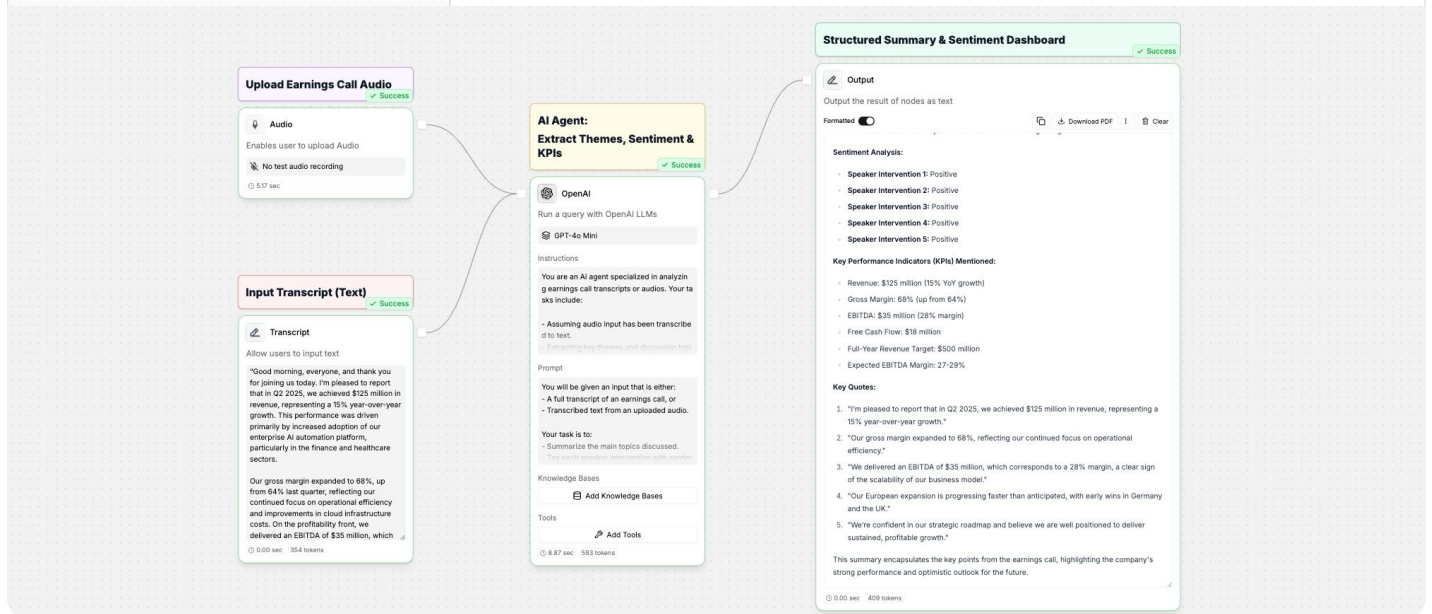 Upload Earnings Call Audio
Success
Audio
Enables user to upload Audio
No test audio recording
5.17 sec
Input Transcript (Text)
Success
Transcript
Allow users to input text
"Good morning, everyone, and thank you
for joining us today. I'm pleased to report
that in Q2 2025, we achieved $125 million in
revenue, representing a 15% year-over-year
growth. This performance was driven
primarily by increased adoption of our
enterprise AI automation platform,
particularly in the finance and healthcare
sectors.
Our gross margin expanded to 68%, up
from 64% last quarter, reflecting our
continued focus on operational efficiency
and improvements in cloud infrastructure
costs. On the profitability front, we
delivered an EBITDA of $35 million, which
0.00 sec 354 tokens
AI Agent:
Extract Themes, Sentiment &
KPIs
Success
OpenAI
Run a query with OpenAI LLMs
GPT-4o Mini
Instructions
You are an AI agent specialized in analyzin
g earnings call transcripts or audios. Your ta
sks include:
- Assuming audio input has been transcribe
d to text.
- Extracting key themes and discussion topi
Prompt
You will be given an input that is either:
- A full transcript of an earnings call, or
- Transcribed text from an uploaded audio.
Your task is to:
- Summarize the main topics discussed.
- Tag each speaker intervention with sentim
Knowledge Bases
Add Knowledge Bases
Tools
Add Tools
8.87 sec 583 tokens
Structured Summary & Sentiment Dashboard
Success
Output
Output the result of nodes as text
Formatted
Download PDF
Clear
Sentiment Analysis:
Speaker Intervention 1: Positive
Speaker Intervention 2: Positive
Speaker Intervention 3: Positive
Speaker Intervention 4: Positive
Speaker Intervention 5: Positive
Key Performance Indicators (KPIs) Mentioned:
Revenue: $125 million (15% YoY growth)
Gross Margin: 68% (up from 64%)
EBITDA: $35 million (28% margin)
Free Cash Flow: $18 million
Full-Year Revenue Target: $500 million
Expected EBITDA Margin: 27-29%
Key Quotes:
1. "I'm pleased to report that in Q2 2025, we achieved $125 million in revenue, representing a
15% year-over-year growth."
2. "Our gross margin expanded to 68%, reflecting our continued focus on operational
efficiency."
3. "We delivered an EBITDA of $35 million, which corresponds to a 28% margin, a clear sign
of the scalability of our business model."
4. "Our European expansion is progressing faster than anticipated, with early wins in Germany
and the UK."
5. "We're confident in our strategic roadmap and believe we are well positioned to deliver
sustained, profitable growth."
This summary encapsulates the key points from the earnings call, highlighting the company's
strong performance and optimistic outlook for the future.
0.00 sec 409 tokens